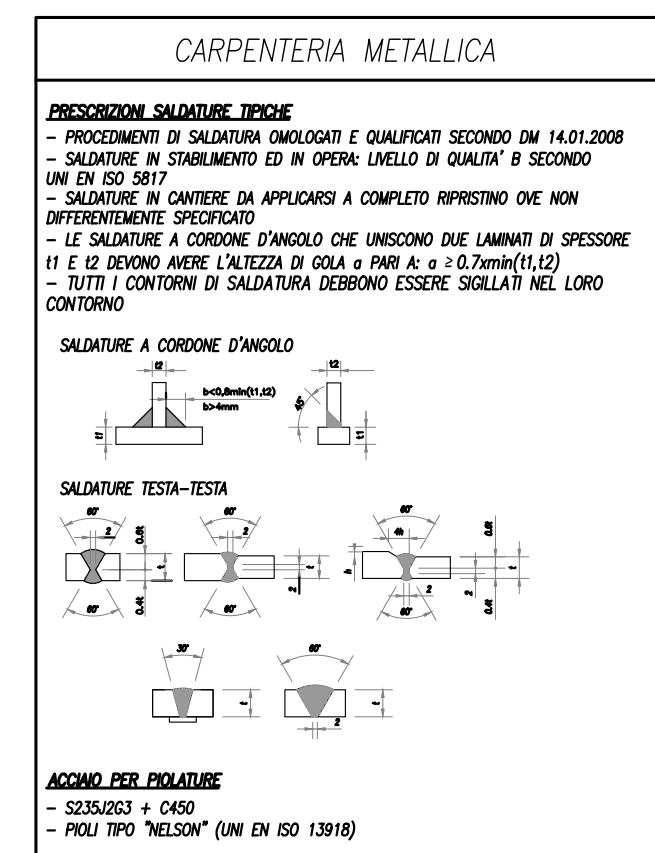 CARPENTERIA METALLICA
PRESCRIZIONI SALDATURE TIPICHE
– PROCEDIMENTI DI SALDATURA OMOLOGATI E QUALIFICATI SECONDO DM 14.01.2008
– SALDATURE IN STABILIMENTO ED IN OPERA: LIVELLO DI QUALITA' B SECONDO
UNI EN ISO 5817
– SALDATURE IN CANTIERE DA APPLICARSI A COMPLETO RIPRISTINO OVE NON
DIFFERENTEMENTE SPECIFICATO
– LE SALDATURE A CORDONE D'ANGOLO CHE UNISCONO DUE LAMINATI DI SPESSORE
t1 E t2 DEVONO AVERE L'ALTEZZA DI GOLA a PARI A: a ≥ 0.7xmin(t1,t2)
– TUTTI I CONTORNI DI SALDATURA DEBBONO ESSERE SIGILLATI NEL LORO
CONTORNO
SALDATURE A CORDONE D'ANGOLO
t2
b<0,8min(t1,t2)
b>4mm
t1
t2
45°
t1
SALDATURE TESTA–TESTA
60°
2
0.6t
t
60°
0.4t
60°
2
t
60°
2
60°
4h
0.6t
h
t
2
2
60°
0.4t
30°
t
60°
t
2
ACCIAIO PER PIOLATURE
– S235J2G3 + C450
– PIOLI TIPO "NELSON" (UNI EN ISO 13918)